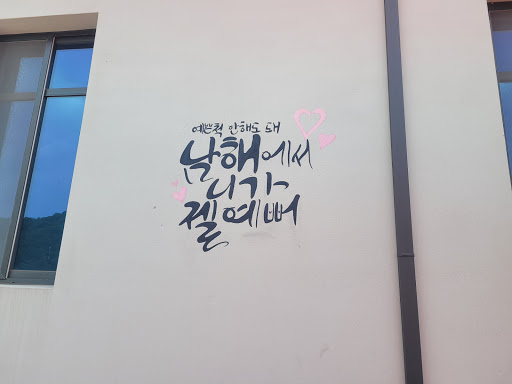 예쁜척 안해도 돼
남해에서
니가
젤예뻐